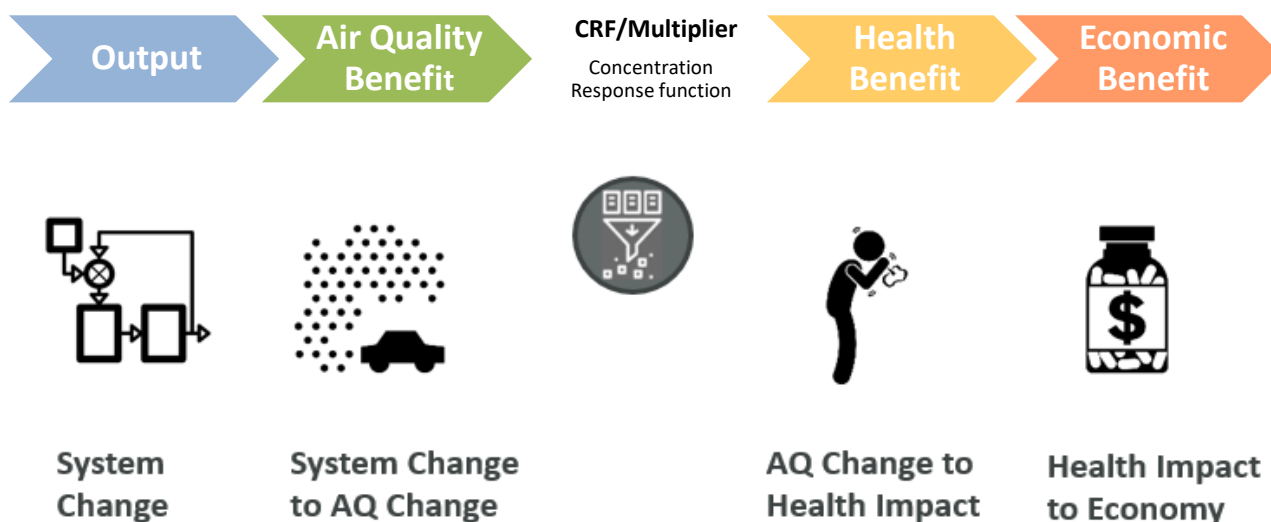 Output
Air Quality
Benefit
CRF/Multiplier
Concentration
Response function
Health
Benefit
Economic
Benefit
$
System
Change
System Change
to AQ Change
AQ Change to
Health Impact
Health Impact
to Economy